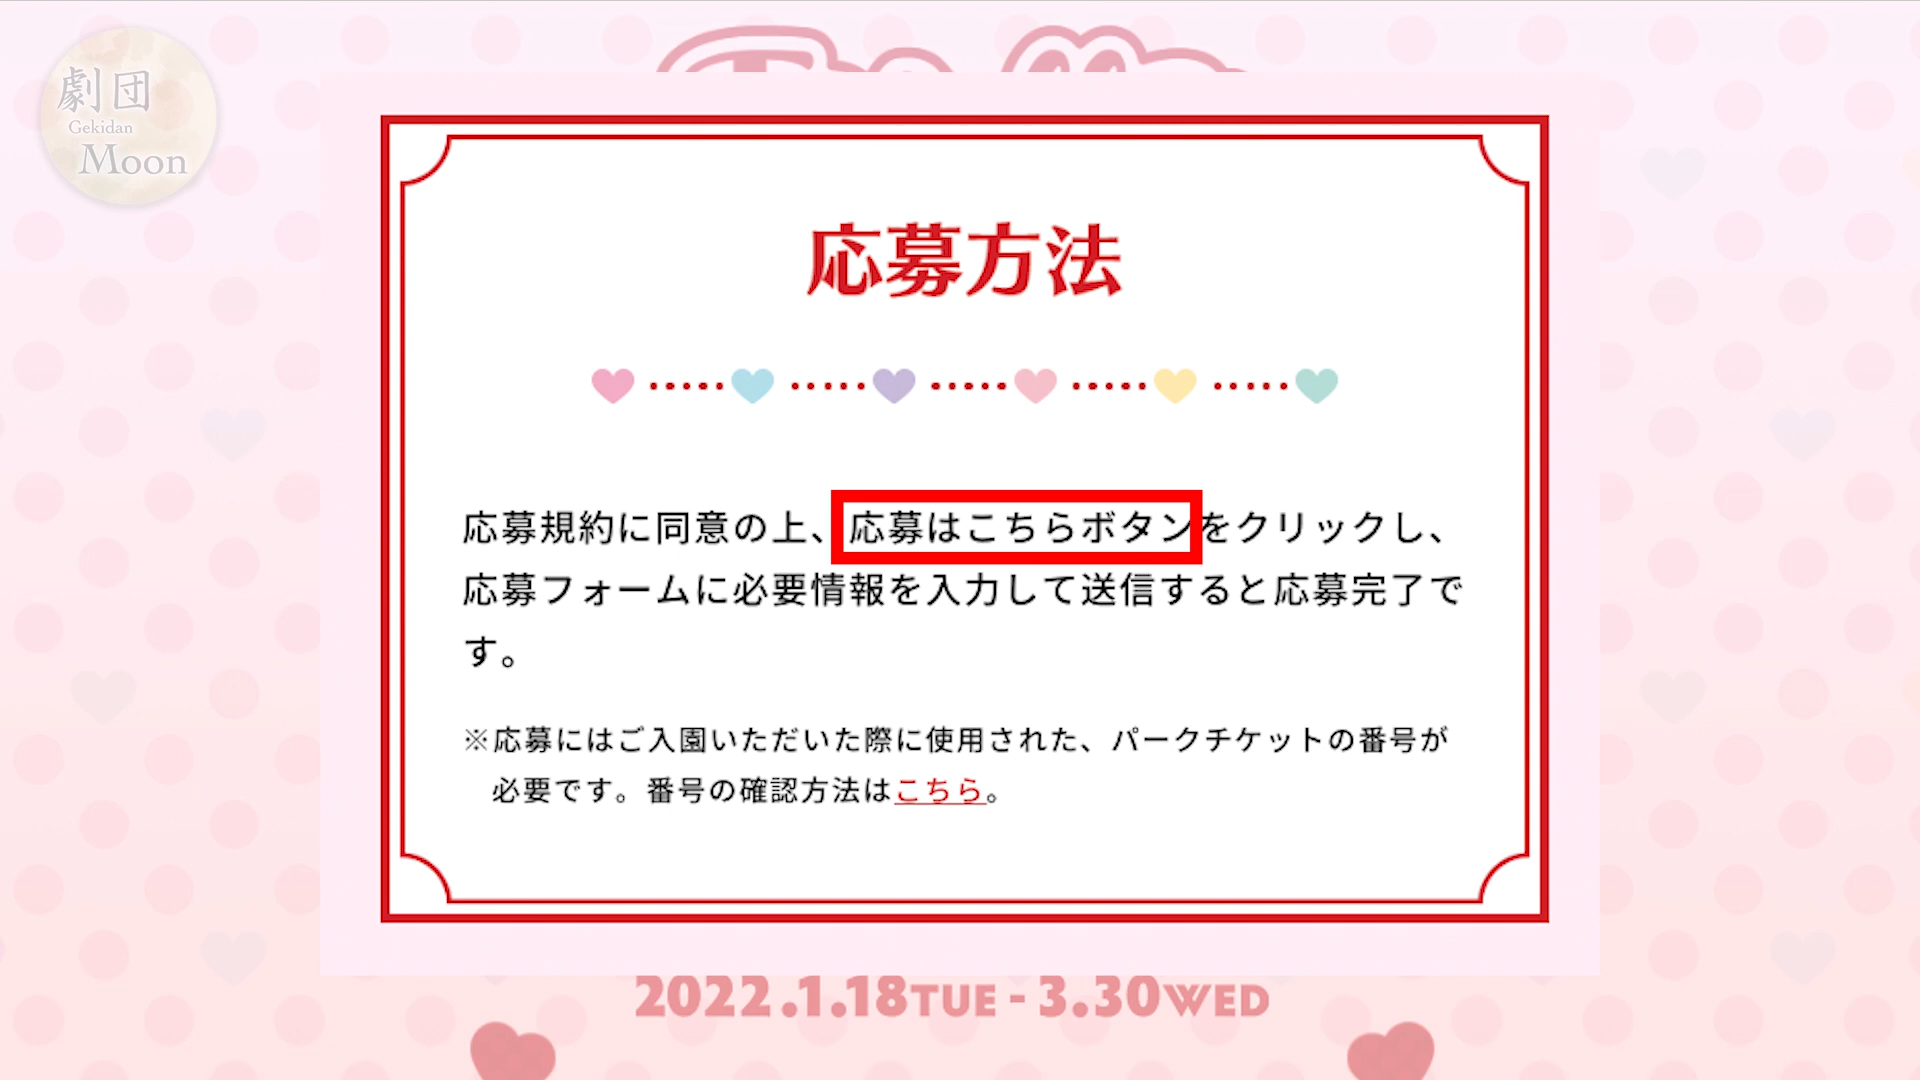 劇団
Gekidan
Moon
応募方法
応募規約に同意の上、応募はこちらボタンをクリックし、
応募フォームに必要情報を入力して送信すると応募完了で
す。
※応募にはご入園いただいた際に使用された、パークチケットの番号が
必要です。番号の確認方法はこちら。
2022.1.18TUE-3.30WED